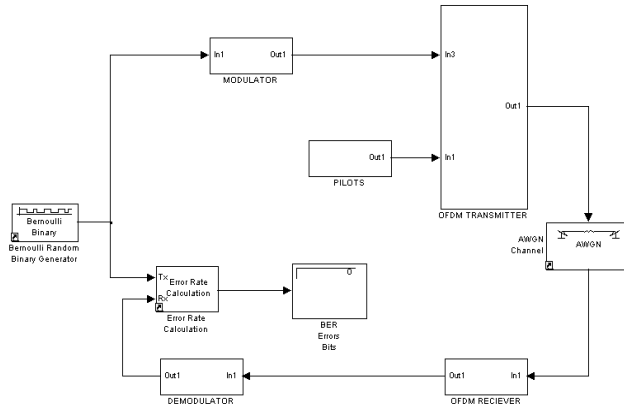 In1
Out1
MODULATOR
In3
Out1
In1
OFDM TRANSMITTER
Out1
PILOTS
Bernoulli
Binary
Bernoulli Random
Binary Generator
AWGN
AWGN
Channel
Tx
Rx
Error Rate
Calculation
Error Rate
Calculation
0
BER
Errors
Bits
Out1
In1
DEMODULATOR
Out1
In1
OFDM RECIEVER